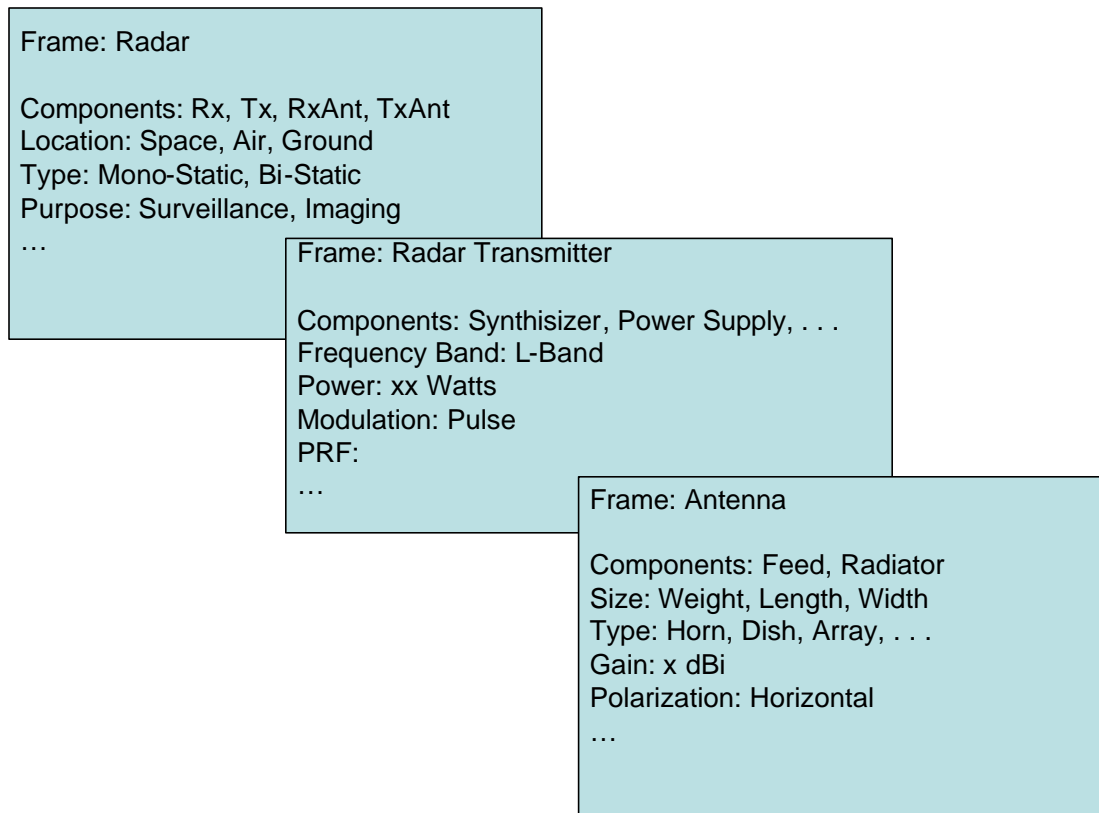 Frame: Radar
Components: Rx, Tx, RxAnt, TxAnt
Location: Space, Air, Ground
Type: Mono-Static, Bi-Static
Purpose: Surveillance, Imaging
…
Frame: Radar Transmitter
Components: Synthisizer, Power Supply, . . .
Frequency Band: L-Band
Power: xx Watts
Modulation: Pulse
PRF:
…
Frame: Antenna
Components: Feed, Radiator
Size: Weight, Length, Width
Type: Horn, Dish, Array, . . .
Gain: x dBi
Polarization: Horizontal
…